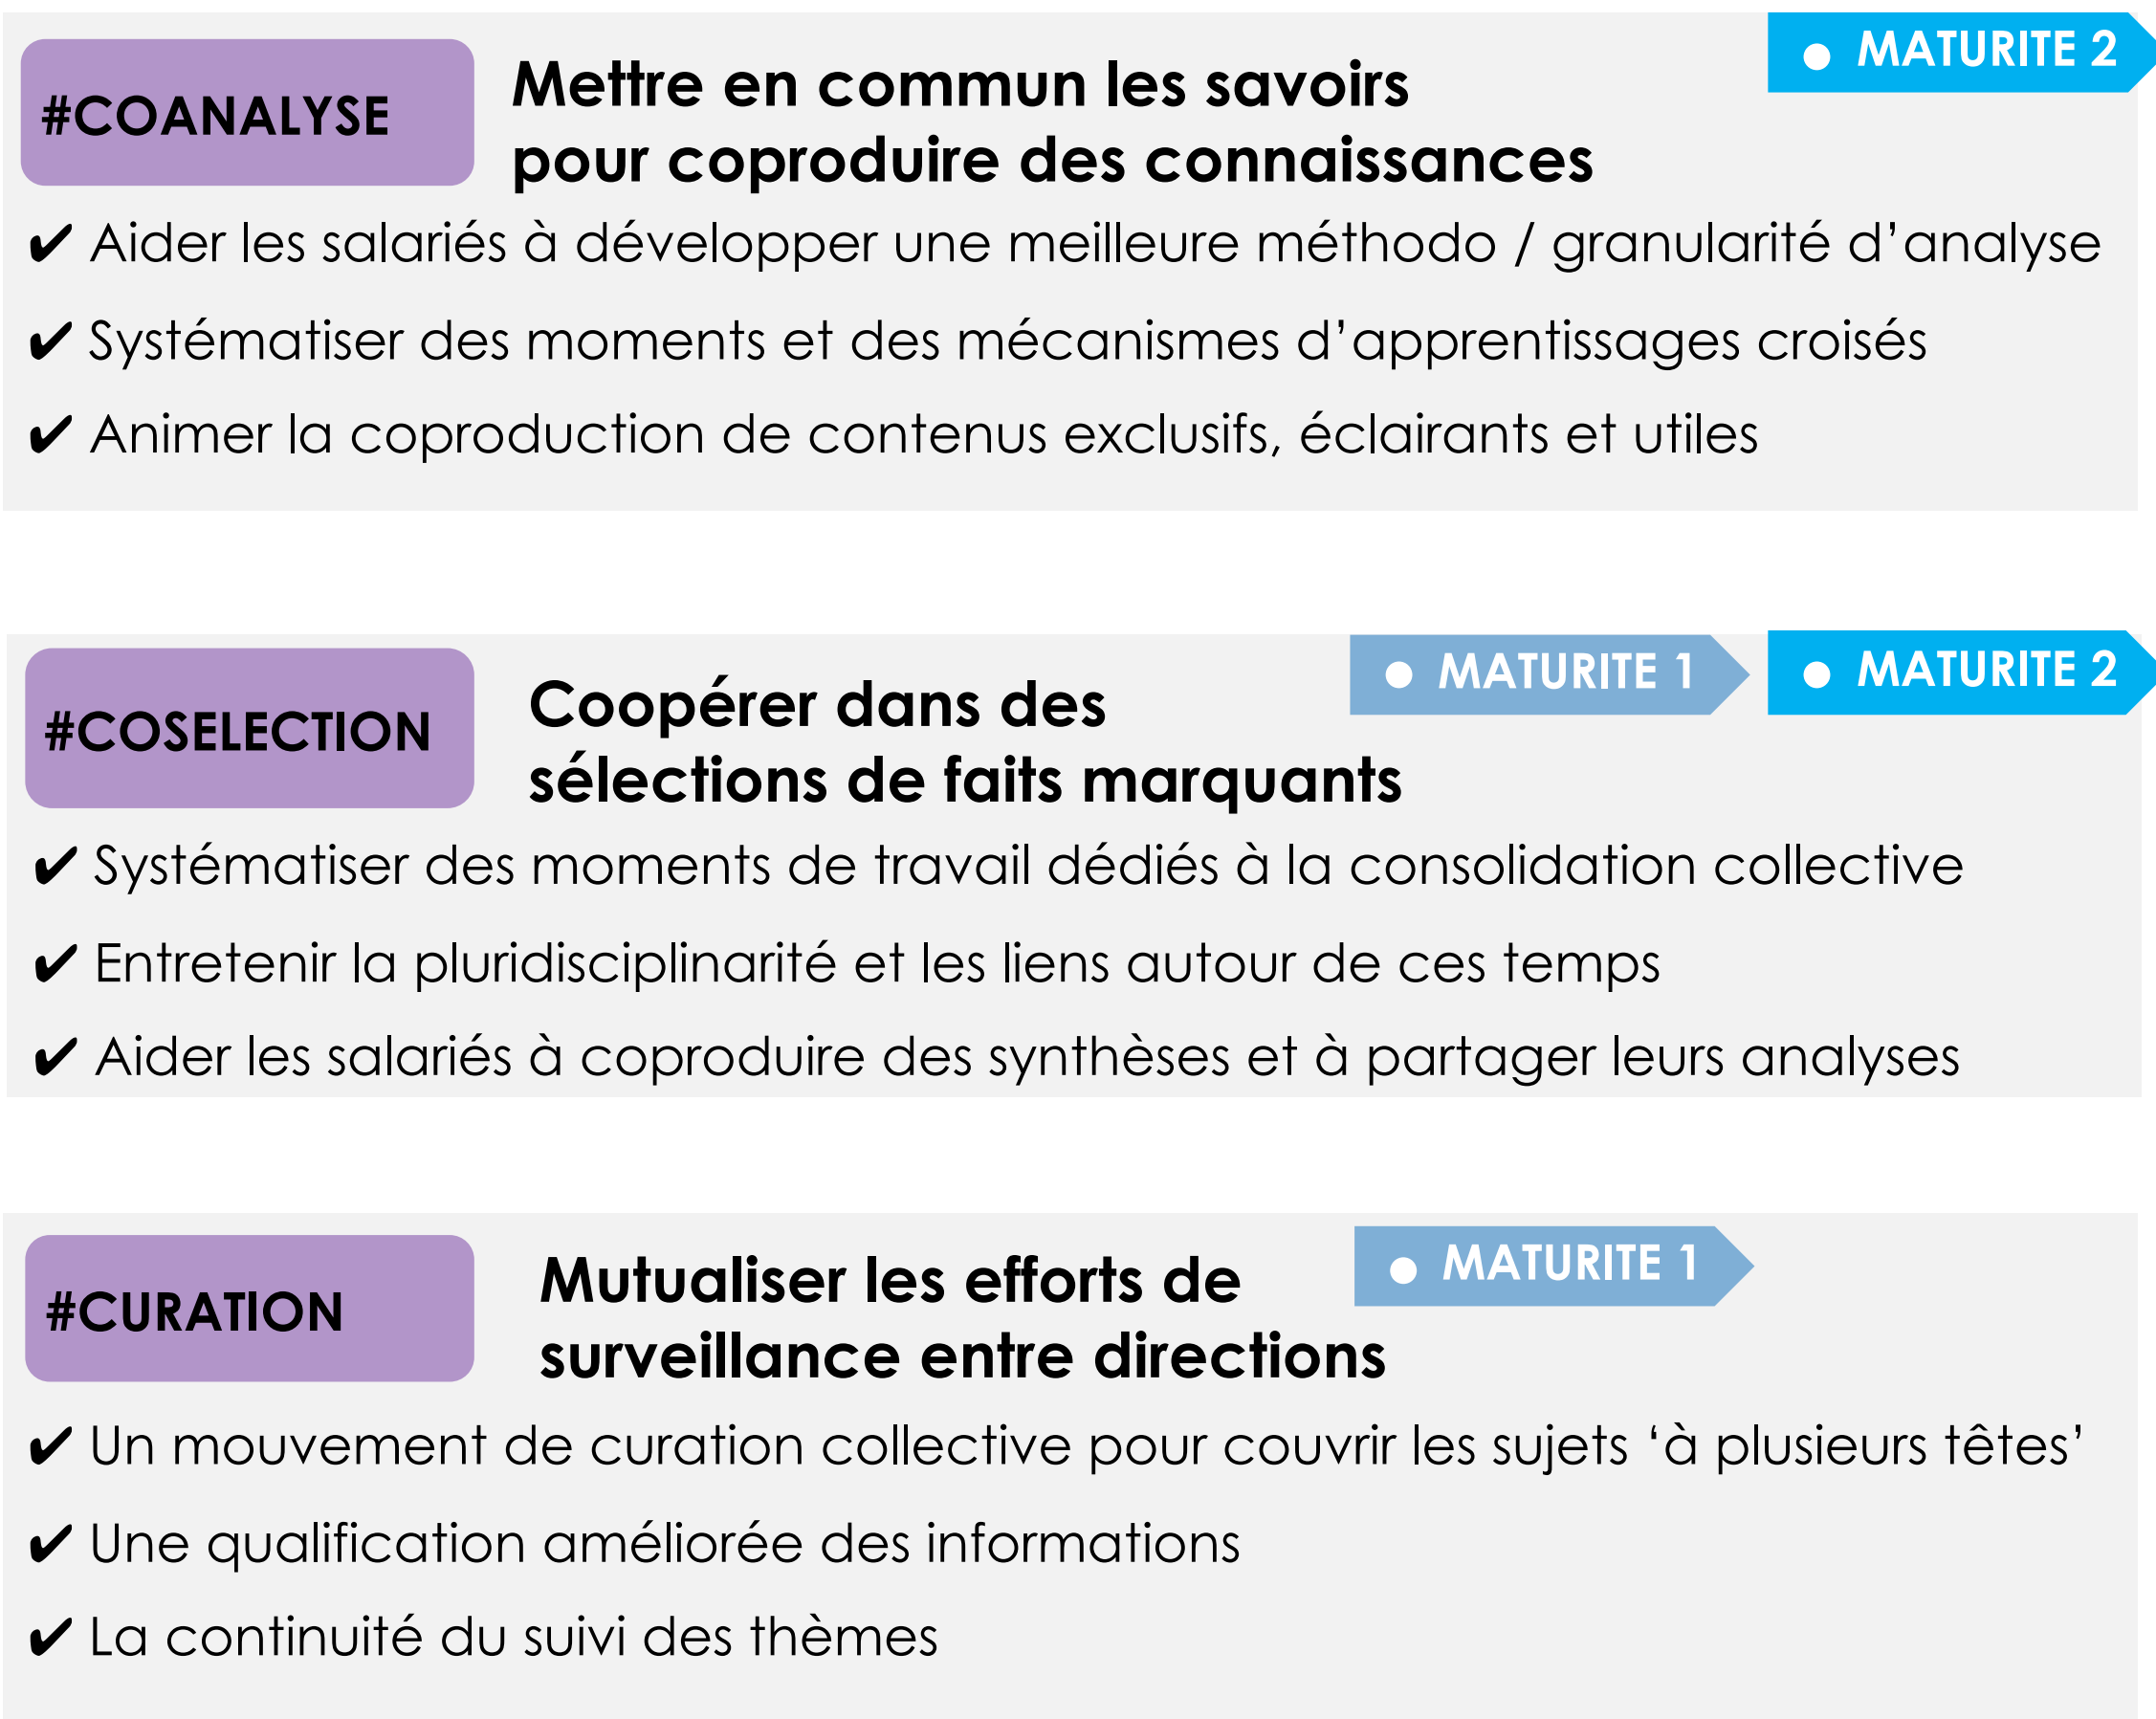 MATURITE 2
#COANALYSE
Mettre en commun les savoirs
pour coproduire des connaissances
✔ Aider les salariés à développer une meilleure méthodo / granularité d’analyse
✔ Systématiser des moments et des mécanismes d’apprentissages croisés
✔ Animer la coproduction de contenus exclusifs, éclairants et utiles
MATURITE 1
MATURITE 2
#COSELECTION
Coopérer dans des
sélections de faits marquants
✔ Systématiser des moments de travail dédiés à la consolidation collective
✔ Entretenir la pluridisciplinarité et les liens autour de ces temps
✔ Aider les salariés à coproduire des synthèses et à partager leurs analyses
MATURITE 1
#CURATION
Mutualiser les efforts de
surveillance entre directions
✔ Un mouvement de curation collective pour couvrir les sujets ‘à plusieurs têtes’
✔ Une qualification améliorée des informations
✔ La continuité du suivi des thèmes